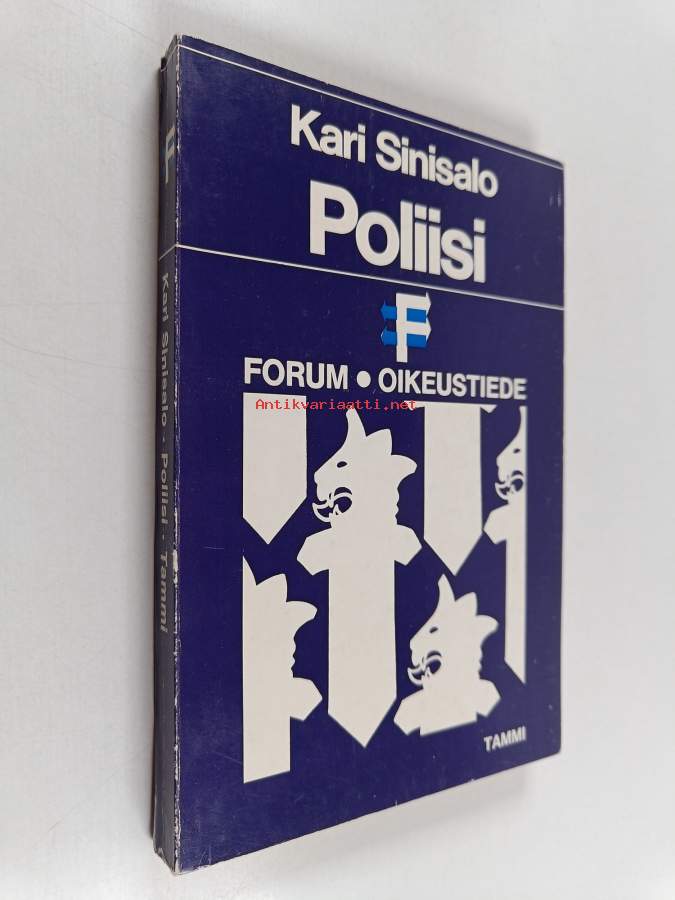 Kari Sinisalo
Poliisi
F
FORUM • OIKEUSTIEDE
Antikvariaatti.net
TAMMI
F
Kari Sinisalo · Poliisi · Tammi